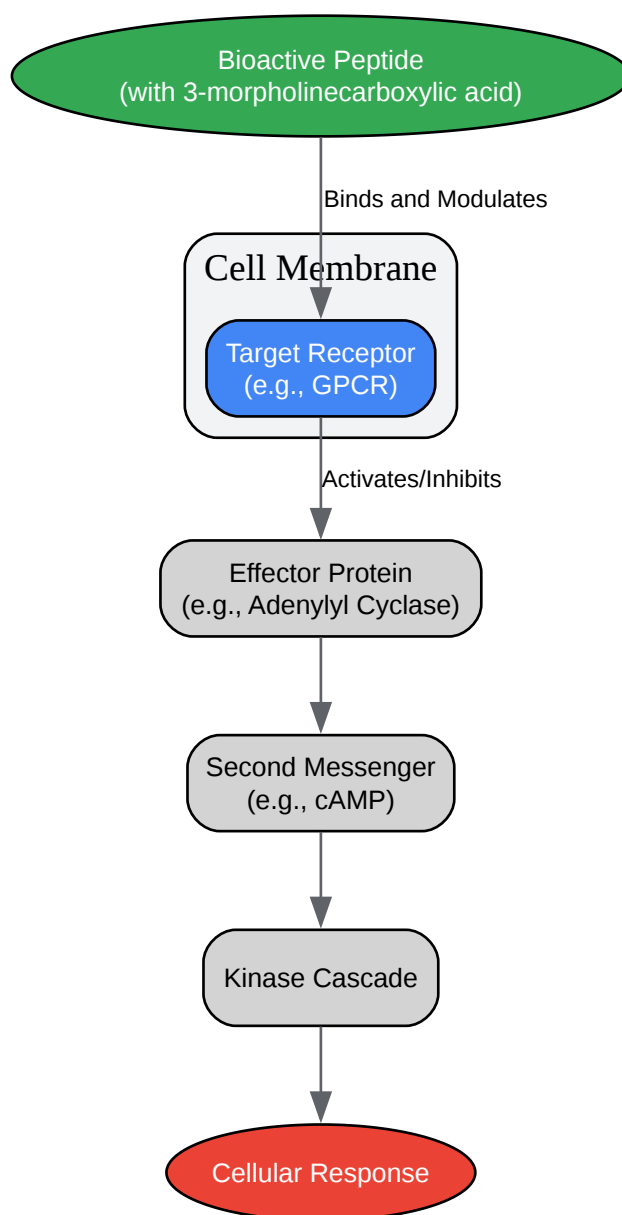 Bioactive Peptide
(with 3-morpholinecarboxylic acid)
Binds and Modulates
Cell Membrane
Target Receptor
(e.g., GPCR)
Activates/Inhibits
Effector Protein
(e.g., Adenylyl Cyclase)
Second Messenger
(e.g., cAMP)
Kinase Cascade
Cellular Response